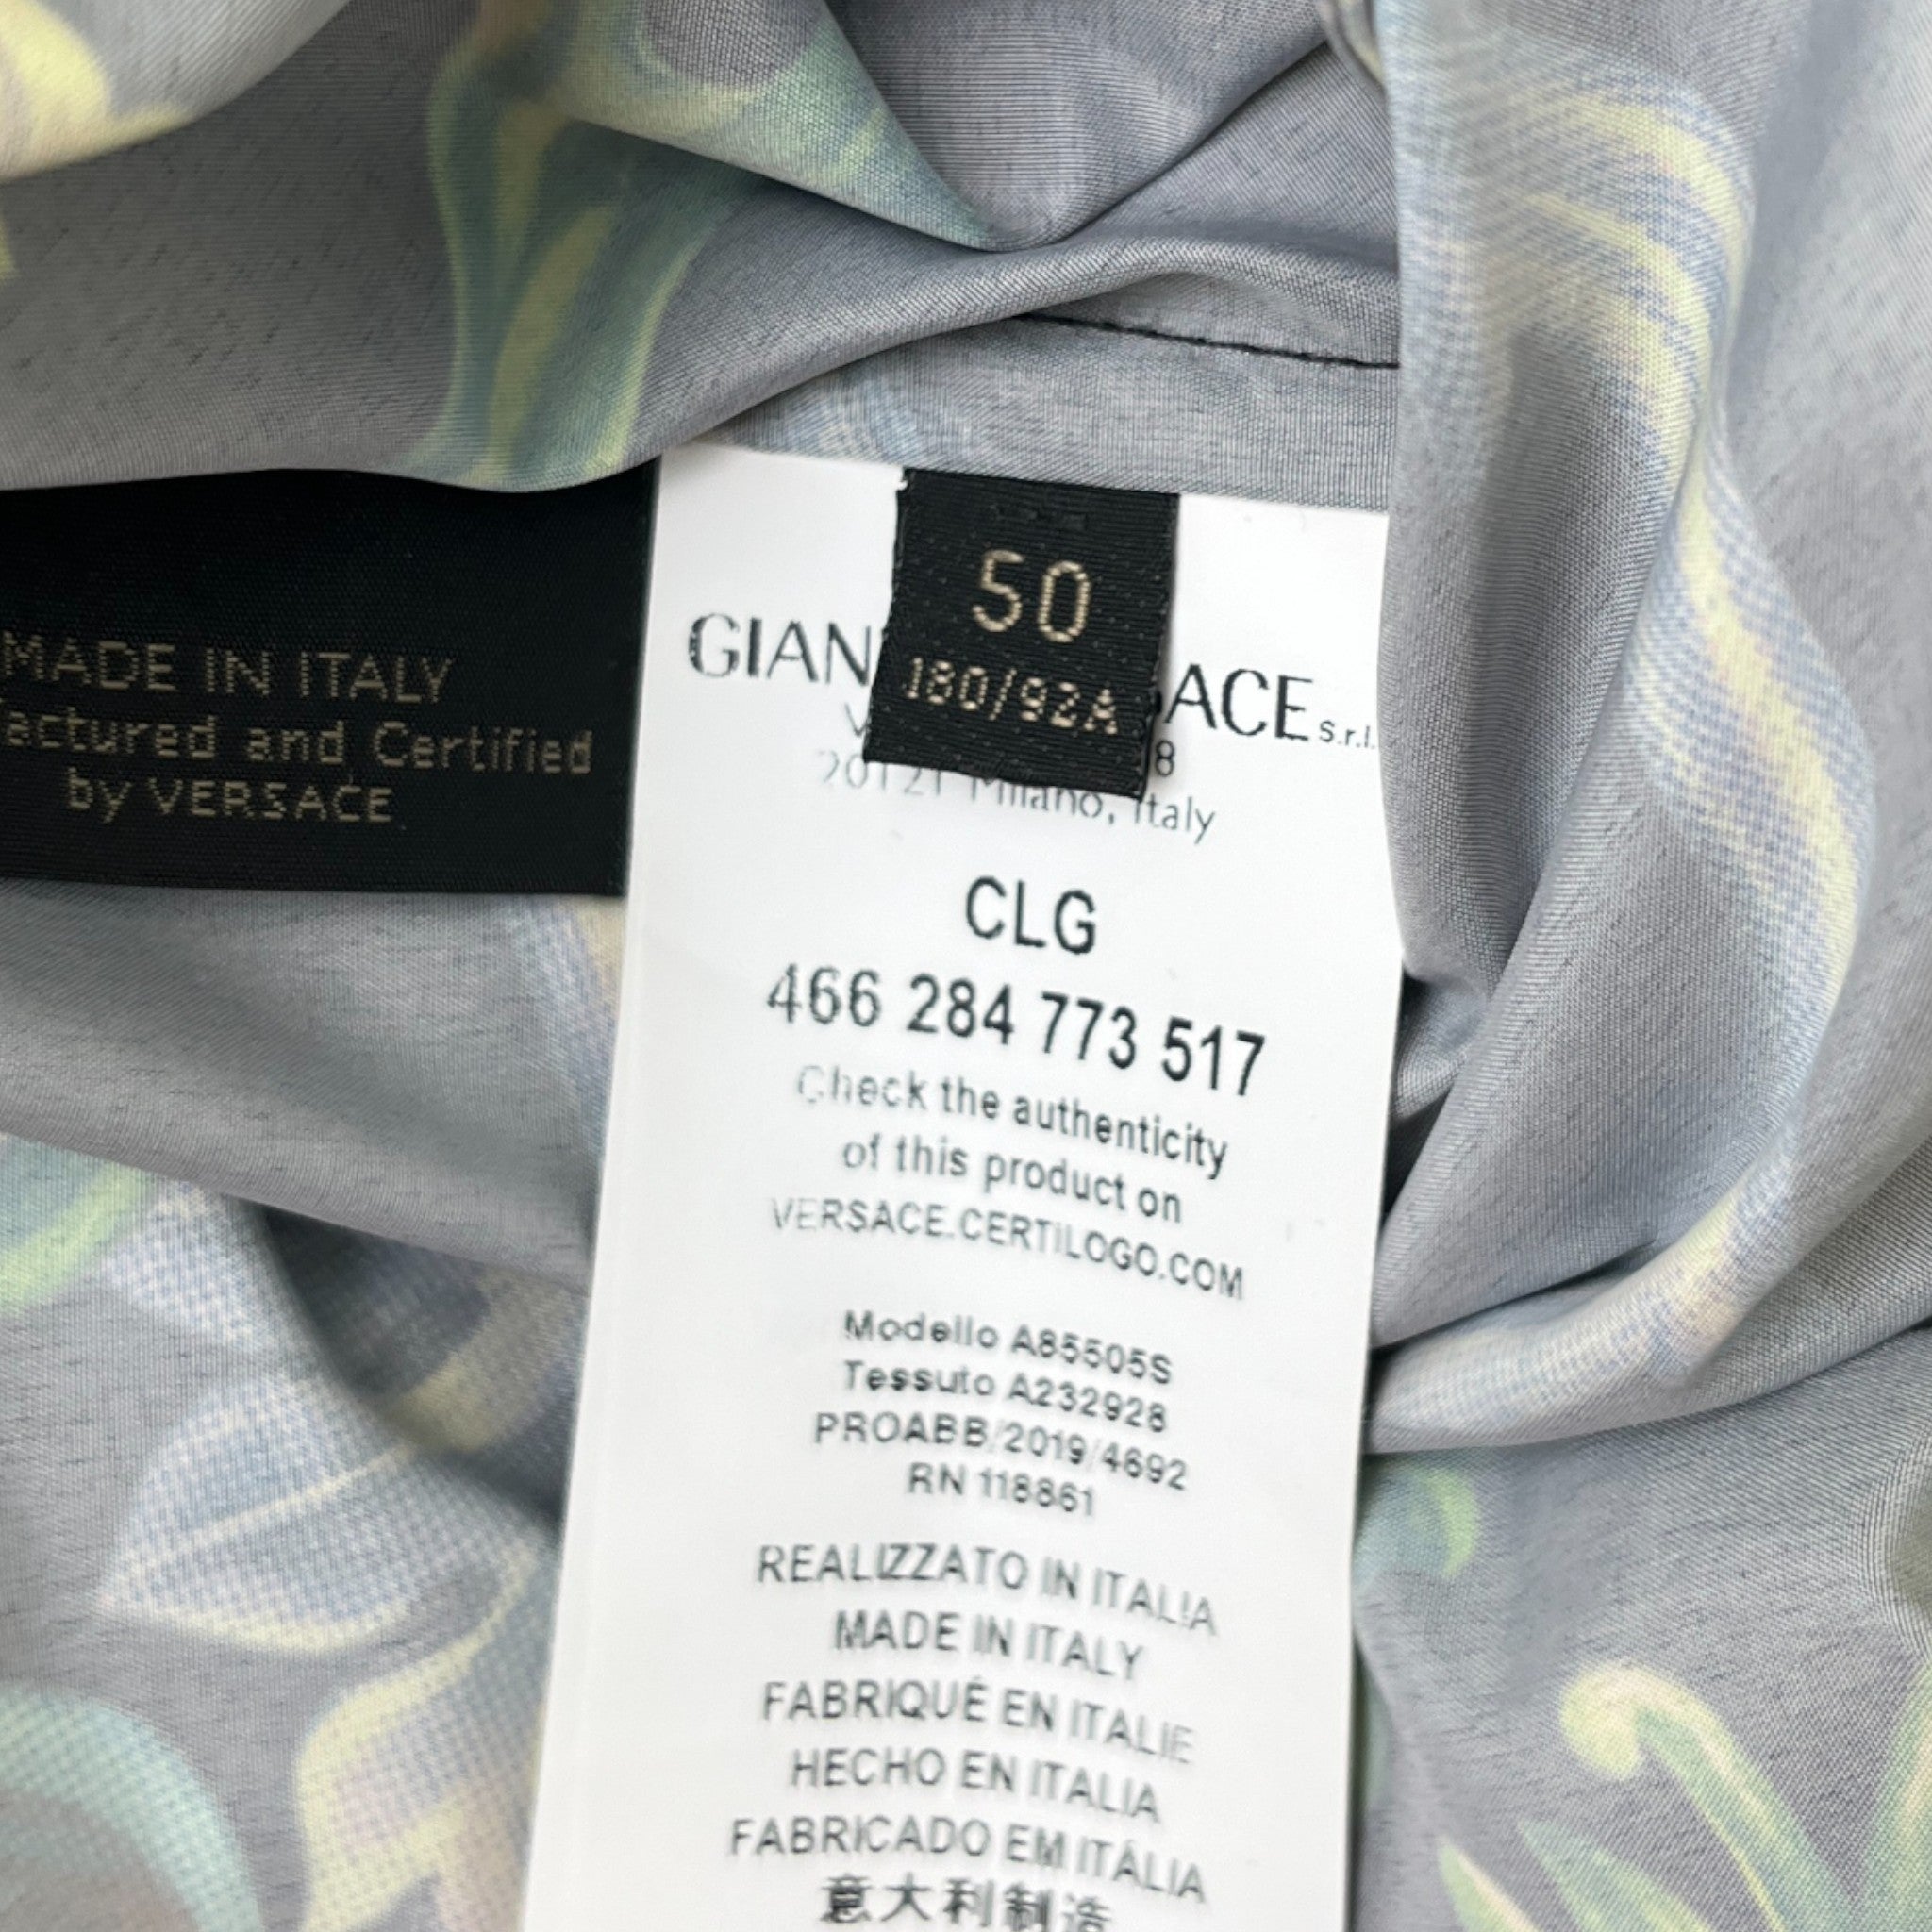 MADE IN ITALY
actured and Certified
by VERSACE
50
180/92A
GIAN ACE s.r.l.
8
20121 Milano, Italy
CLG
466 284 773 517
Check the authenticity
of this product on
VERSACE.CERTILOGO.COM
Modello A85505S
Tessuto A232928
PROABB/2019/4692
RN 118861
REALIZZATO IN ITALIA
MADE IN ITALY
FABRIQUÉ EN ITALIE
HECHO EN ITALIA
FABRICADO EM ITÁLIA
意大利制造